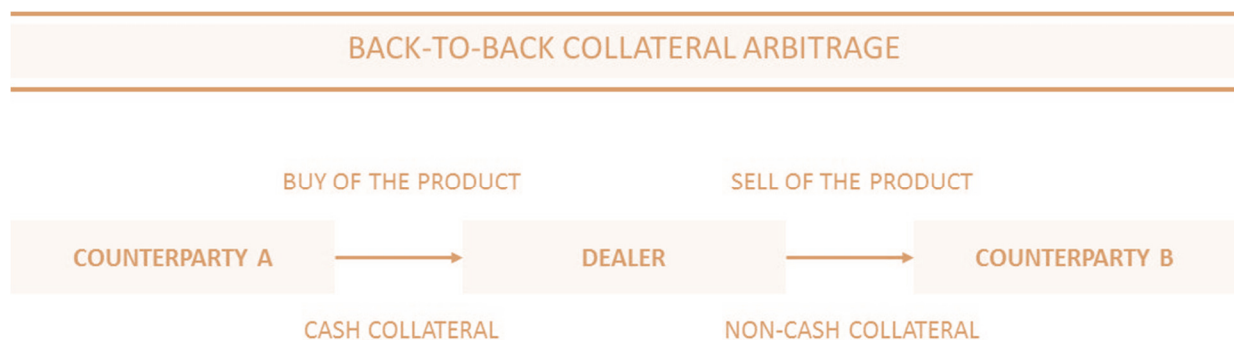 BACK-TO-BACK COLLATERAL ARBITRAGE
BUY OF THE PRODUCT
SELL OF THE PRODUCT
COUNTERPARTY A
DEALER
COUNTERPARTY B
CASH COLLATERAL
NON-CASH COLLATERAL